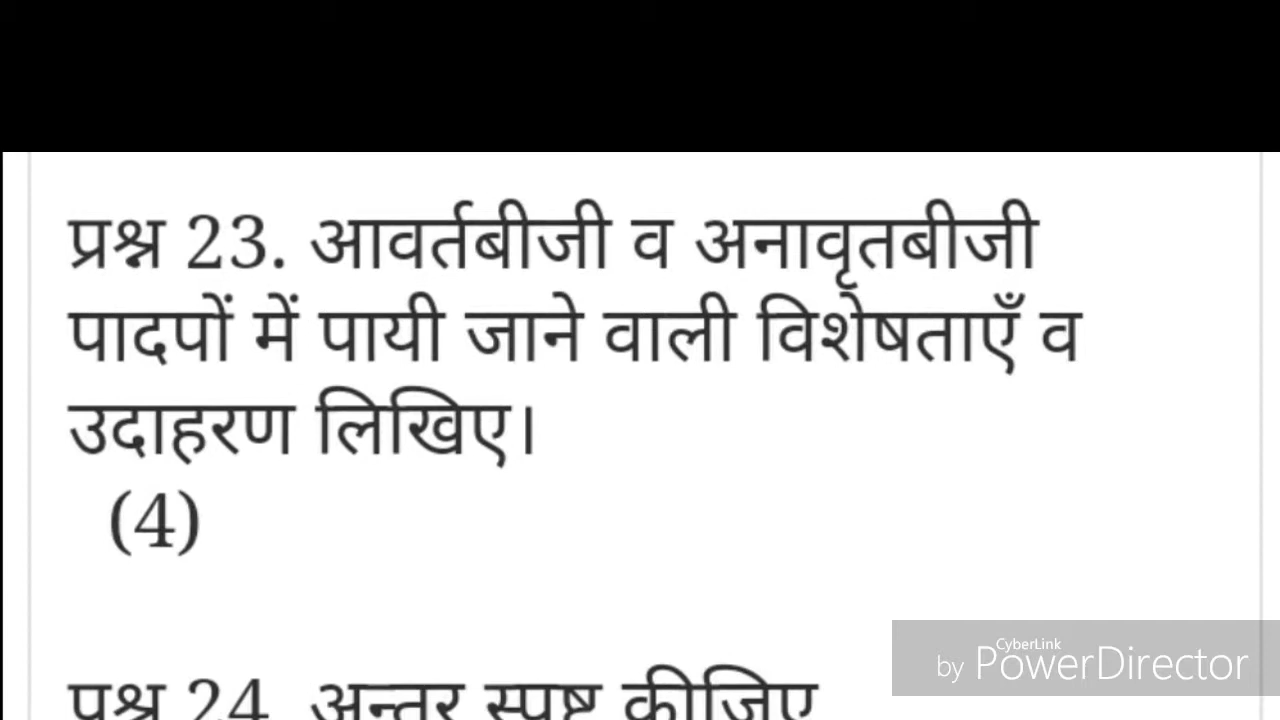 प्रश्न 23. आवर्तबीजी व अनावृतबीजी
पादपों में पायी जाने वाली विशेषताएँ व
उदाहरण लिखिए।
(4)
CyberLink
by PowerDirector
प्रश्न 24. अन्तर स्पष्ट कीजिए